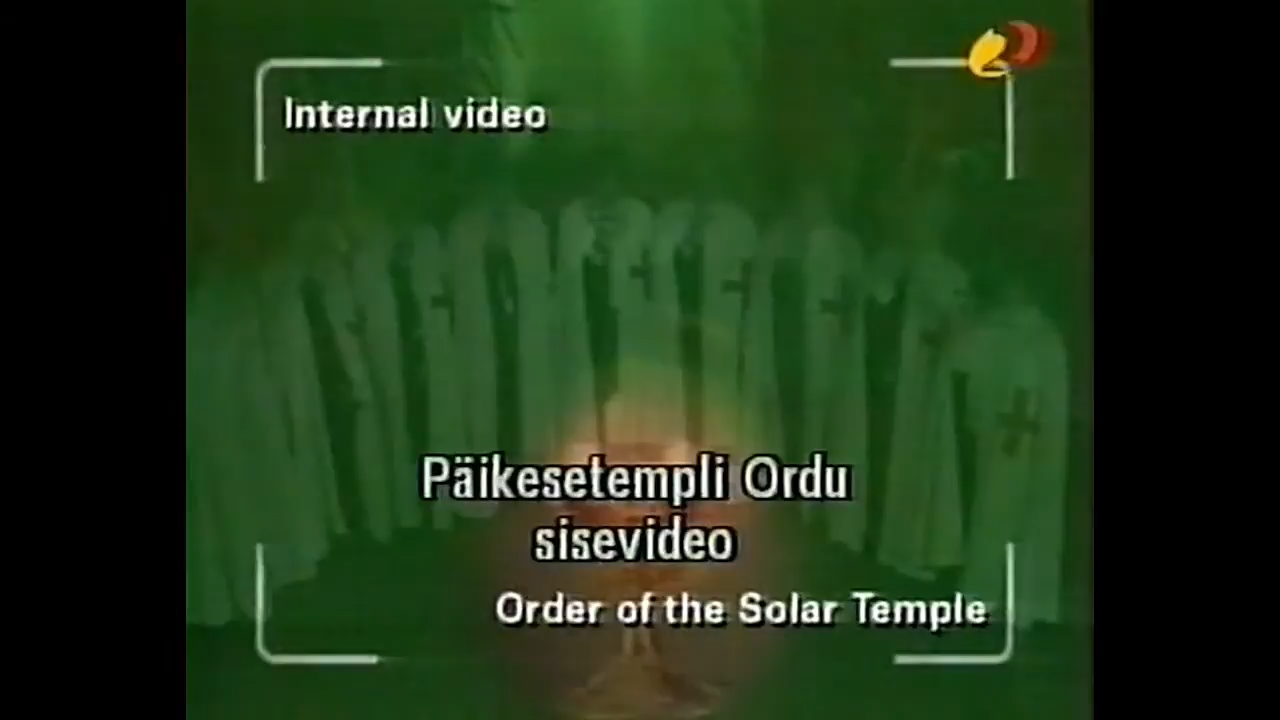 Internal video
Päikesetempli Ordu
sisevideo
Order of the Solar Temple